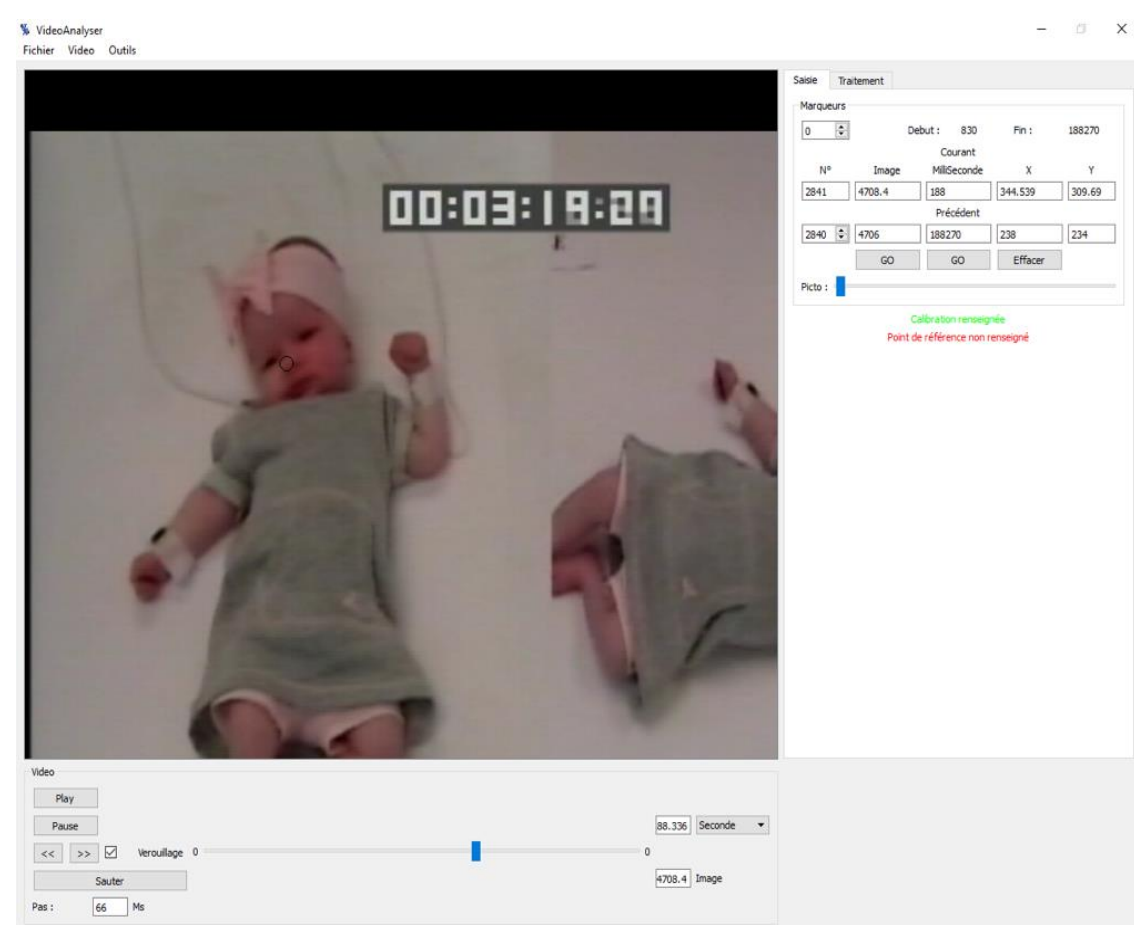 VideoAnalyser
Fichier Video Outils
00:03:19:29
Saisie Traitement
Marqueurs
0 Debut : 830 Fin : 188270
Courant
N° Image MilliSeconde X Y
2841 4708.4 188 344.539 309.69
Précédent
2840 4706 188270 238 234
GO GO Effacer
Picto :
Calibration renseignée
Point de référence non renseigné
Video
Play
Pause
88.336 Seconde
<< >> Verouillage 0 0
Sauter
4708.4 Image
Pas : 66 Ms